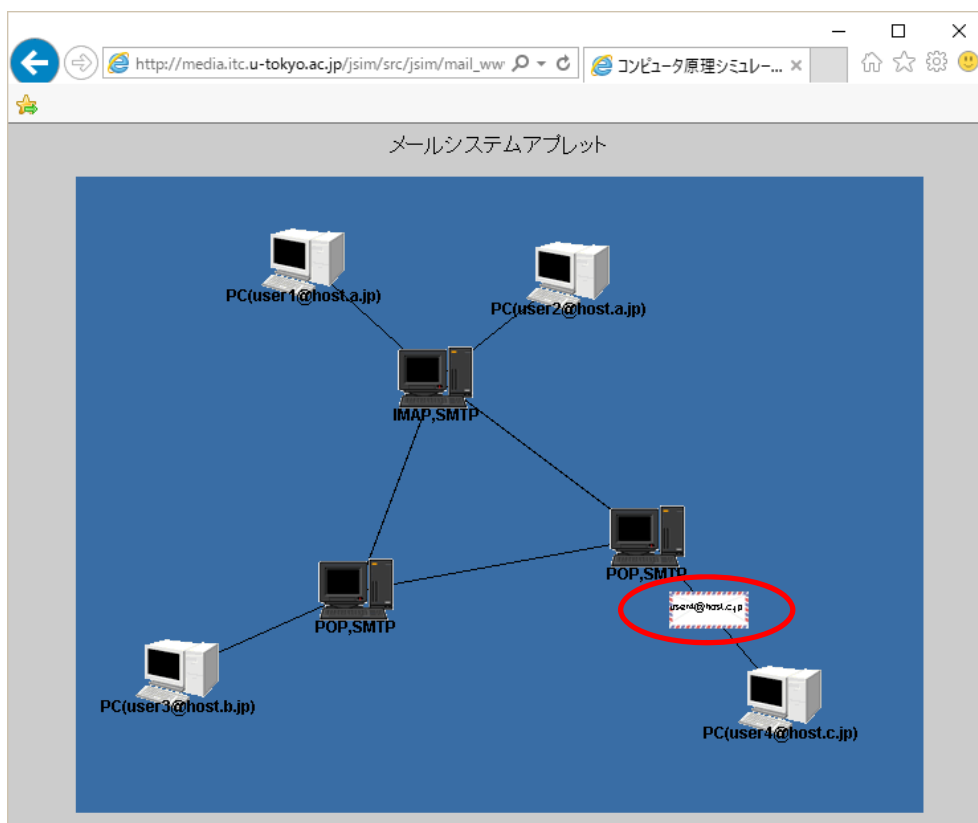 http://media.itc.u-tokyo.ac.jp/jsim/src/jsim/mail_ww
コンピュータ原理シミュレー...
メールシステムアプレット
PC(user1@host.a.jp)
PC(user2@host.a.jp)
IMAP,SMTP
POP,SMTP
user4@host.c.jp
POP,SMTP
PC(user3@host.b.jp)
PC(user4@host.c.jp)